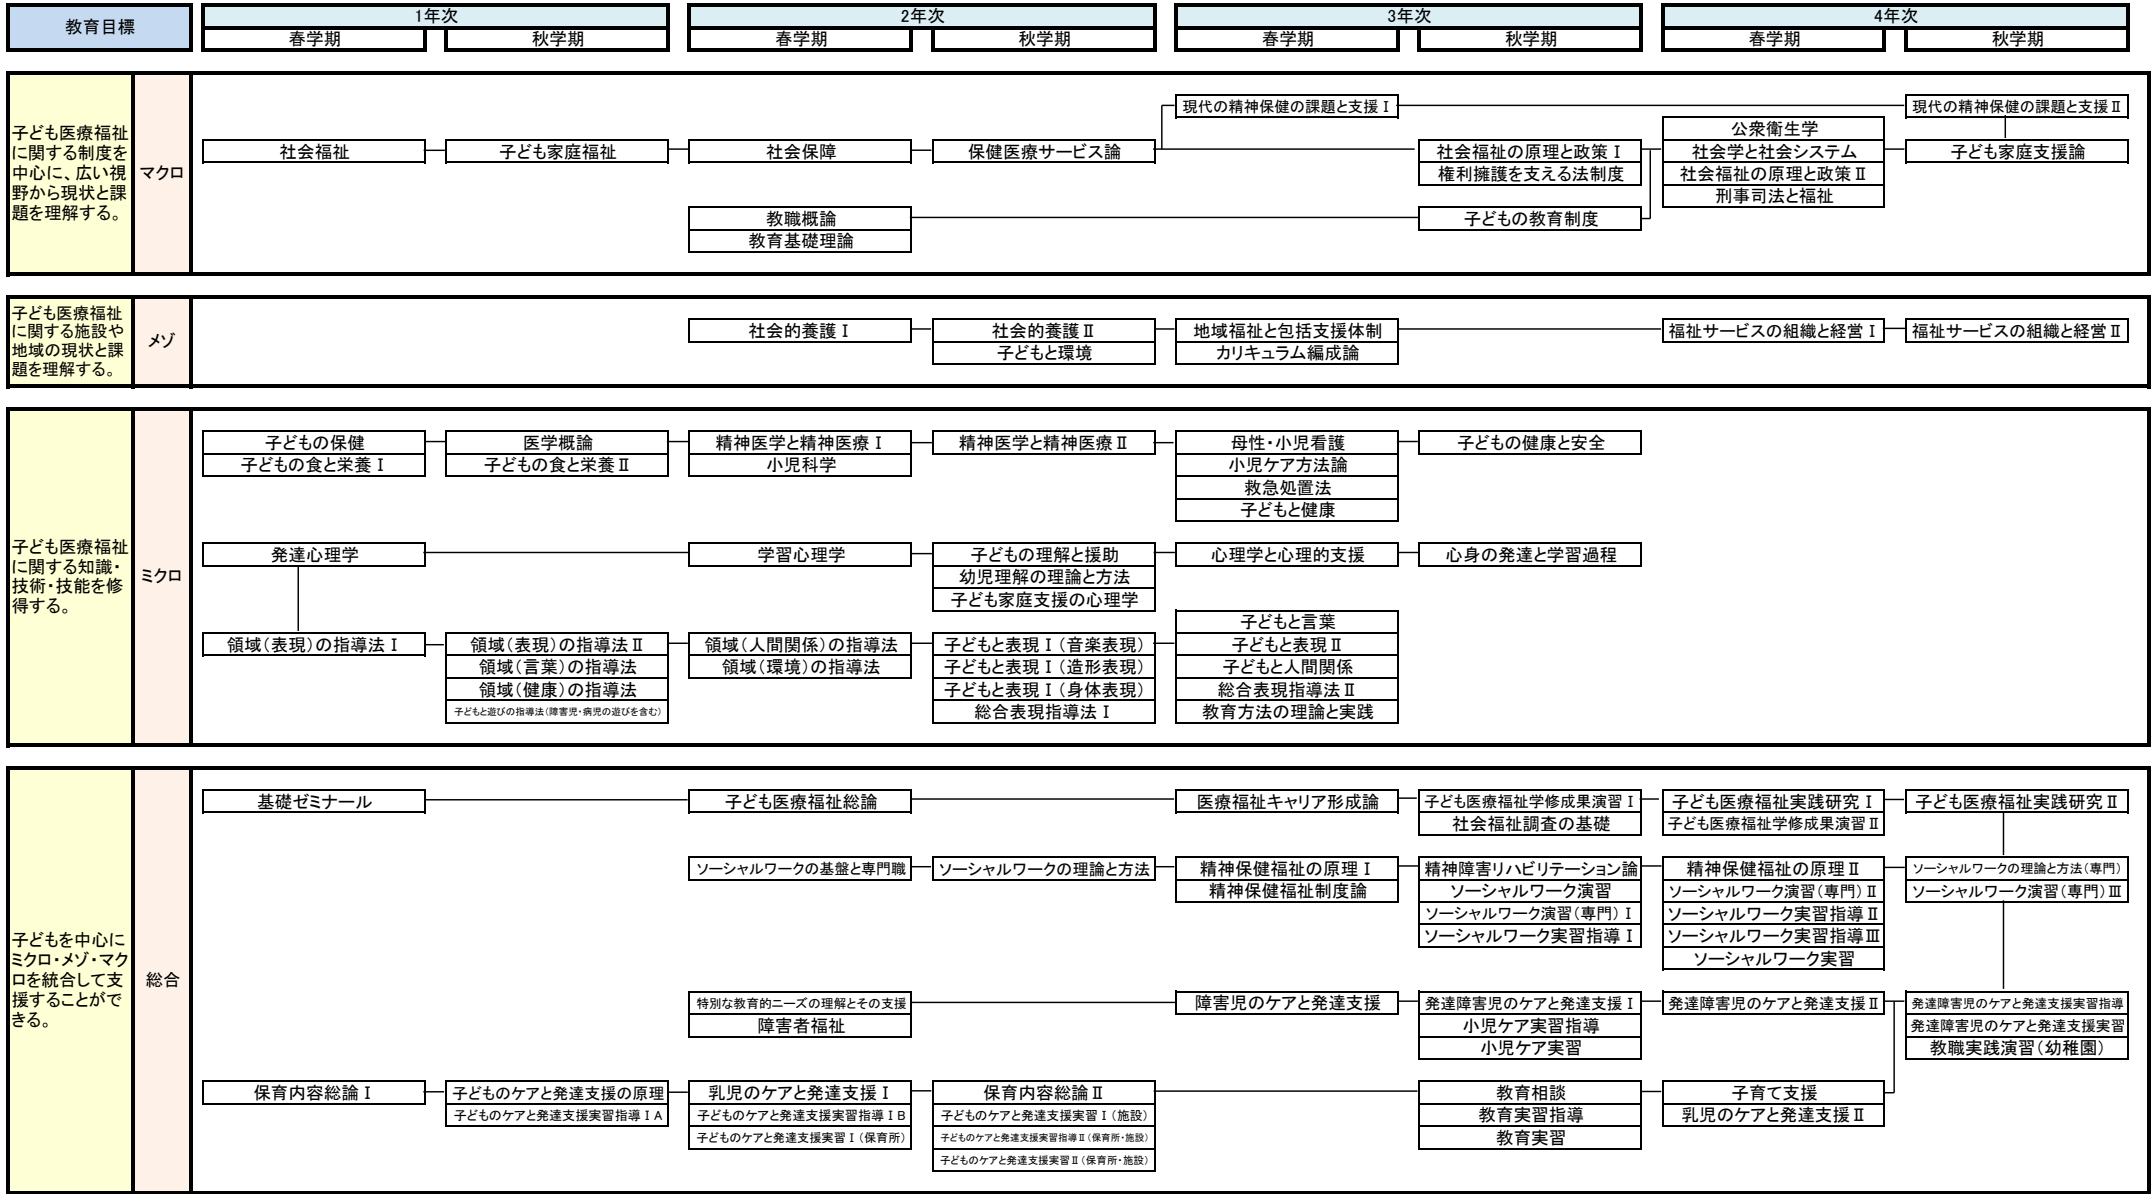 教育目標
1年次
2年次
3年次
4年次
春学期
秋学期
春学期
秋学期
春学期
秋学期
春学期
秋学期
子ども医療福祉
に関する制度を
中心に、広い視
野から現状と課
題を理解する。
マクロ
現代の精神保健の課題と支援Ⅰ
現代の精神保健の課題と支援Ⅱ
社会福祉
子ども家庭福祉
社会保障
保健医療サービス論
社会福祉の原理と政策Ⅰ
権利擁護を支える法制度
公衆衛生学
社会学と社会システム
社会福祉の原理と政策Ⅱ
刑事司法と福祉
子ども家庭支援論
教職概論
教育基礎理論
子どもの教育制度
子ども医療福祉
に関する施設や
地域の現状と課
題を理解する。
メゾ
社会的養護Ⅰ
社会的養護Ⅱ
子どもと環境
地域福祉と包括支援体制
カリキュラム編成論
福祉サービスの組織と経営Ⅰ
福祉サービスの組織と経営Ⅱ
子ども医療福祉
に関する知識・
技術・技能を修
得する。
ミクロ
子どもの保健
子どもの食と栄養Ⅰ
医学概論
子どもの食と栄養Ⅱ
精神医学と精神医療Ⅰ
小児科学
精神医学と精神医療Ⅱ
母性・小児看護
小児ケア方法論
救急処置法
子どもと健康
子どもの健康と安全
発達心理学
学習心理学
子どもの理解と援助
幼児理解の理論と方法
子ども家庭支援の心理学
心理学と心理的支援
心身の発達と学習過程
領域(表現)の指導法Ⅰ
領域(表現)の指導法Ⅱ
領域(言葉)の指導法
領域(健康)の指導法
子どもと遊びの指導法(障害児・病児の遊びを含む)
領域(人間関係)の指導法
領域(環境)の指導法
子どもと表現Ⅰ(音楽表現)
子どもと表現Ⅰ(造形表現)
子どもと表現Ⅰ(身体表現)
総合表現指導法Ⅰ
子どもと言葉
子どもと表現Ⅱ
子どもと人間関係
総合表現指導法Ⅱ
教育方法の理論と実践
子どもを中心に
ミクロ・メゾ・マク
ロを統合して支
援することがで
きる。
総合
基礎ゼミナール
子ども医療福祉総論
医療福祉キャリア形成論
子ども医療福祉学修成果演習Ⅰ
社会福祉調査の基礎
子ども医療福祉実践研究Ⅰ
子ども医療福祉学修成果演習Ⅱ
子ども医療福祉実践研究Ⅱ
ソーシャルワークの基盤と専門職
ソーシャルワークの理論と方法
精神保健福祉の原理Ⅰ
精神保健福祉制度論
精神障害リハビリテーション論
ソーシャルワーク演習
ソーシャルワーク演習(専門)Ⅰ
ソーシャルワーク実習指導Ⅰ
精神保健福祉の原理Ⅱ
ソーシャルワーク演習(専門)Ⅱ
ソーシャルワーク実習指導Ⅱ
ソーシャルワーク実習指導Ⅲ
ソーシャルワーク実習
ソーシャルワークの理論と方法(専門)
ソーシャルワーク演習(専門)Ⅲ
特別な教育的ニーズの理解とその支援
障害者福祉
障害児のケアと発達支援
発達障害児のケアと発達支援Ⅰ
小児ケア実習指導
小児ケア実習
発達障害児のケアと発達支援Ⅱ
発達障害児のケアと発達支援実習指導
発達障害児のケアと発達支援実習
教職実践演習(幼稚園)
保育内容総論Ⅰ
子どものケアと発達支援の原理
子どものケアと発達支援実習指導ⅠA
乳児のケアと発達支援Ⅰ
子どものケアと発達支援実習指導ⅠB
子どものケアと発達支援実習Ⅰ(保育所)
保育内容総論Ⅱ
子どものケアと発達支援実習Ⅰ(施設)
子どものケアと発達支援実習指導Ⅱ(保育所・施設)
子どものケアと発達支援実習Ⅱ(保育所・施設)
教育相談
教育実習指導
教育実習
子育て支援
乳児のケアと発達支援Ⅱ